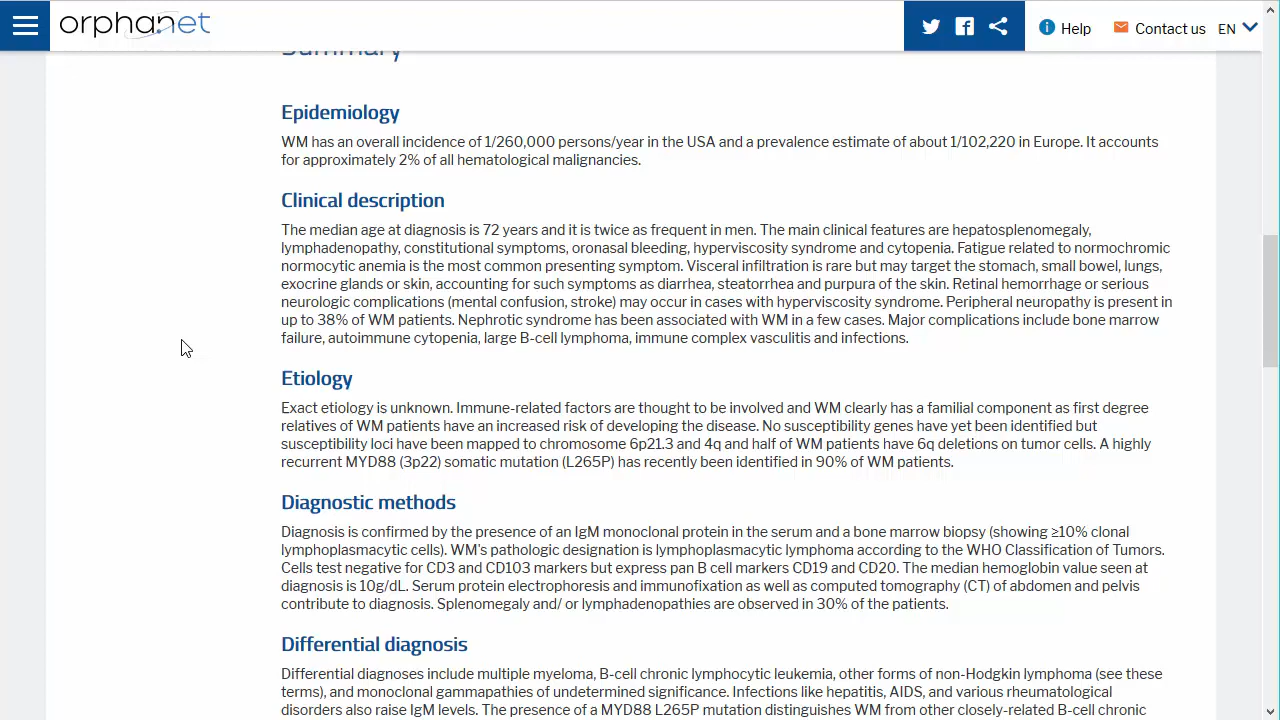 orphanet
Help
Contact us
EN
Summary
Epidemiology
WM has an overall incidence of 1/260,000 persons/year in the USA and a prevalence estimate of about 1/102,220 in Europe. It accounts
for approximately 2% of all hematological malignancies.
Clinical description
The median age at diagnosis is 72 years and it is twice as frequent in men. The main clinical features are hepatosplenomegaly,
lymphadenopathy, constitutional symptoms, oronasal bleeding, hyperviscosity syndrome and cytopenia. Fatigue related to normochromic
normocytic anemia is the most common presenting symptom. Visceral infiltration is rare but may target the stomach, small bowel, lungs,
exocrine glands or skin, accounting for such symptoms as diarrhea, steatorrhea and purpura of the skin. Retinal hemorrhage or serious
neurologic complications (mental confusion, stroke) may occur in cases with hyperviscosity syndrome. Peripheral neuropathy is present in
up to 38% of WM patients. Nephrotic syndrome has been associated with WM in a few cases. Major complications include bone marrow
failure, autoimmune cytopenia, large B-cell lymphoma, immune complex vasculitis and infections.
Etiology
Exact etiology is unknown. Immune-related factors are thought to be involved and WM clearly has a familial component as first degree
relatives of WM patients have an increased risk of developing the disease. No susceptibility genes have yet been identified but
susceptibility loci have been mapped to chromosome 6p21.3 and 4q and half of WM patients have 6q deletions on tumor cells. A highly
recurrent MYD88 (3p22) somatic mutation (L265P) has recently been identified in 90% of WM patients.
Diagnostic methods
Diagnosis is confirmed by the presence of an IgM monoclonal protein in the serum and a bone marrow biopsy (showing ≥10% clonal
lymphoplasmacytic cells). WM's pathologic designation is lymphoplasmacytic lymphoma according to the WHO Classification of Tumors.
Cells test negative for CD3 and CD103 markers but express pan B cell markers CD19 and CD20. The median hemoglobin value seen at
diagnosis is 10g/dL. Serum protein electrophoresis and immunofixation as well as computed tomography (CT) of abdomen and pelvis
contribute to diagnosis. Splenomegaly and/ or lymphadenopathies are observed in 30% of the patients.
Differential diagnosis
Differential diagnoses include multiple myeloma, B-cell chronic lymphocytic leukemia, other forms of non-Hodgkin lymphoma (see these
terms), and monoclonal gammapathies of undetermined significance. Infections like hepatitis, AIDS, and various rheumatological
disorders also raise IgM levels. The presence of a MYD88 L265P mutation distinguishes WM from other closely-related B-cell chronic